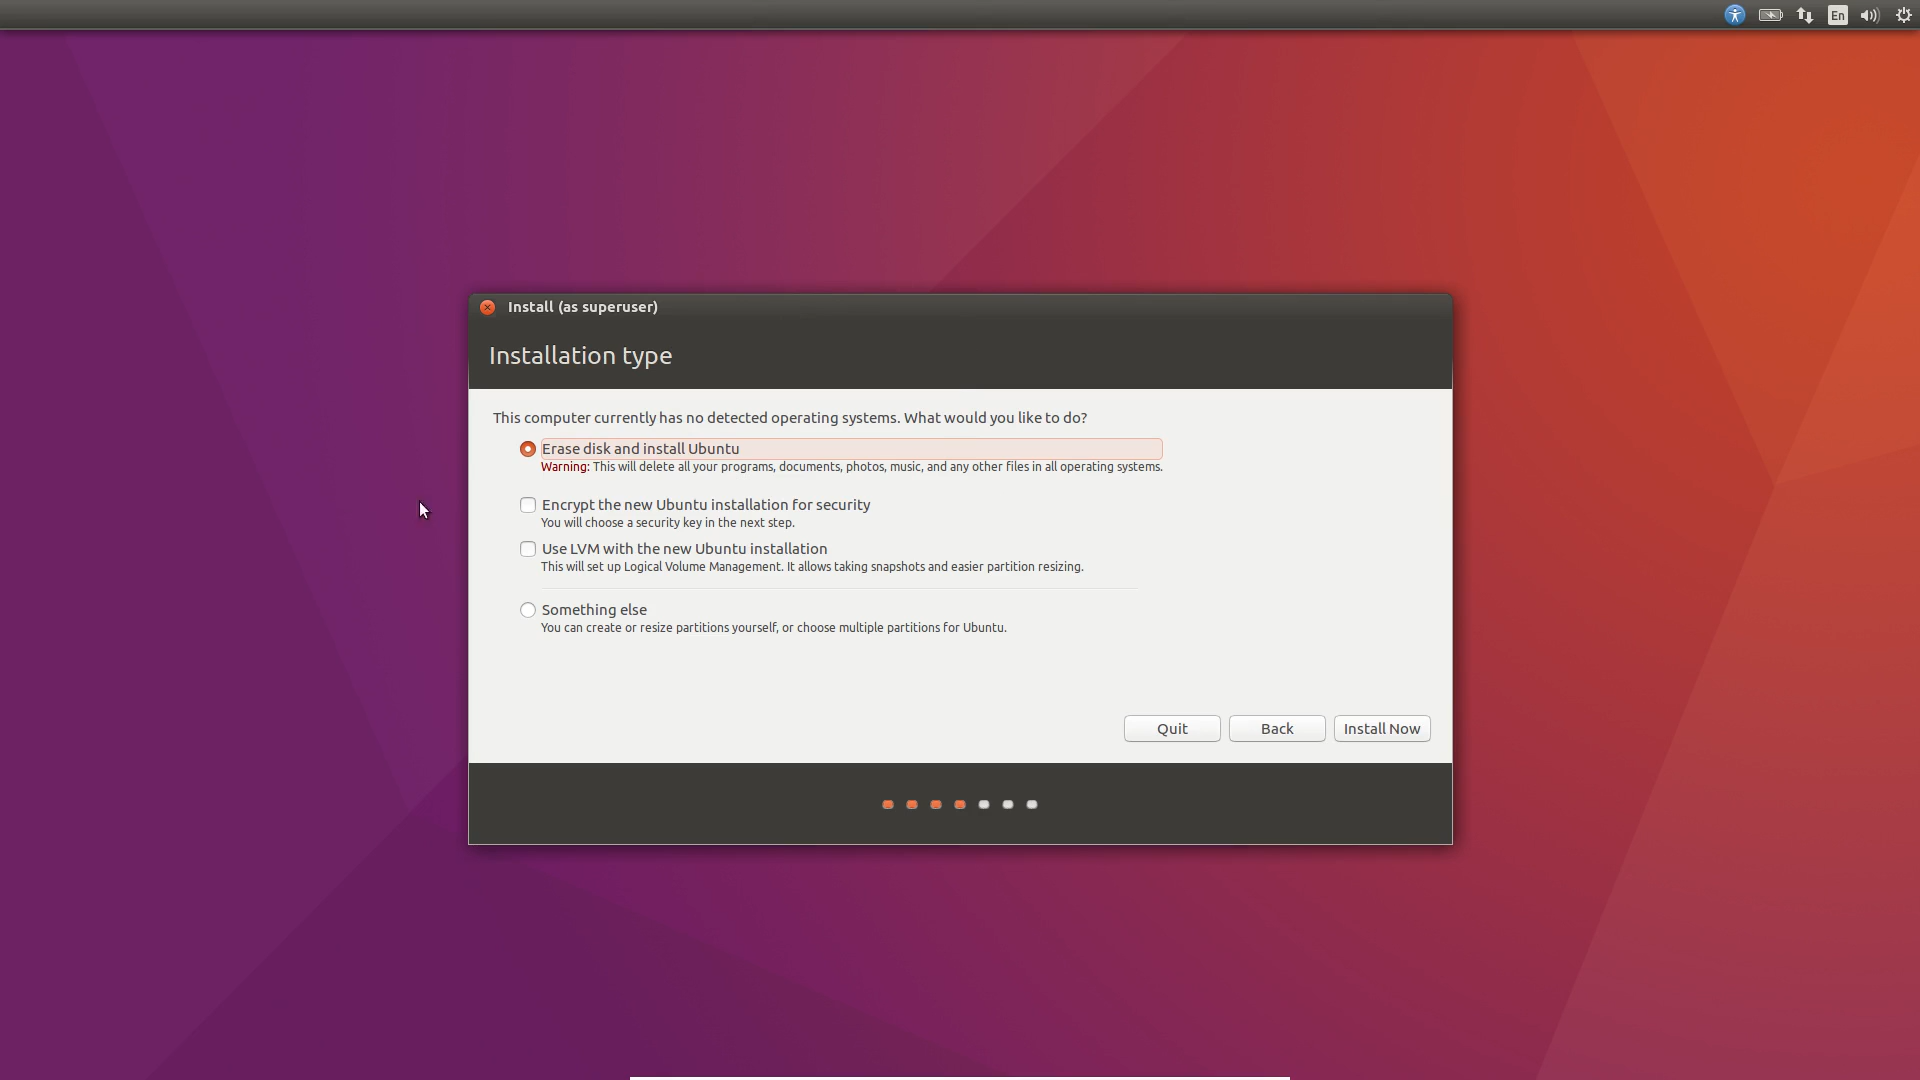 En
Install (as superuser)
Installation type
This computer currently has no detected operating systems. What would you like to do?
Erase disk and install Ubuntu
Warning: This will delete all your programs, documents, photos, music, and any other files in all operating systems.
Encrypt the new Ubuntu installation for security
You will choose a security key in the next step.
Use LVM with the new Ubuntu installation
This will set up Logical Volume Management. It allows taking snapshots and easier partition resizing.
Something else
You can create or resize partitions yourself, or choose multiple partitions for Ubuntu.
Quit Back Install Now